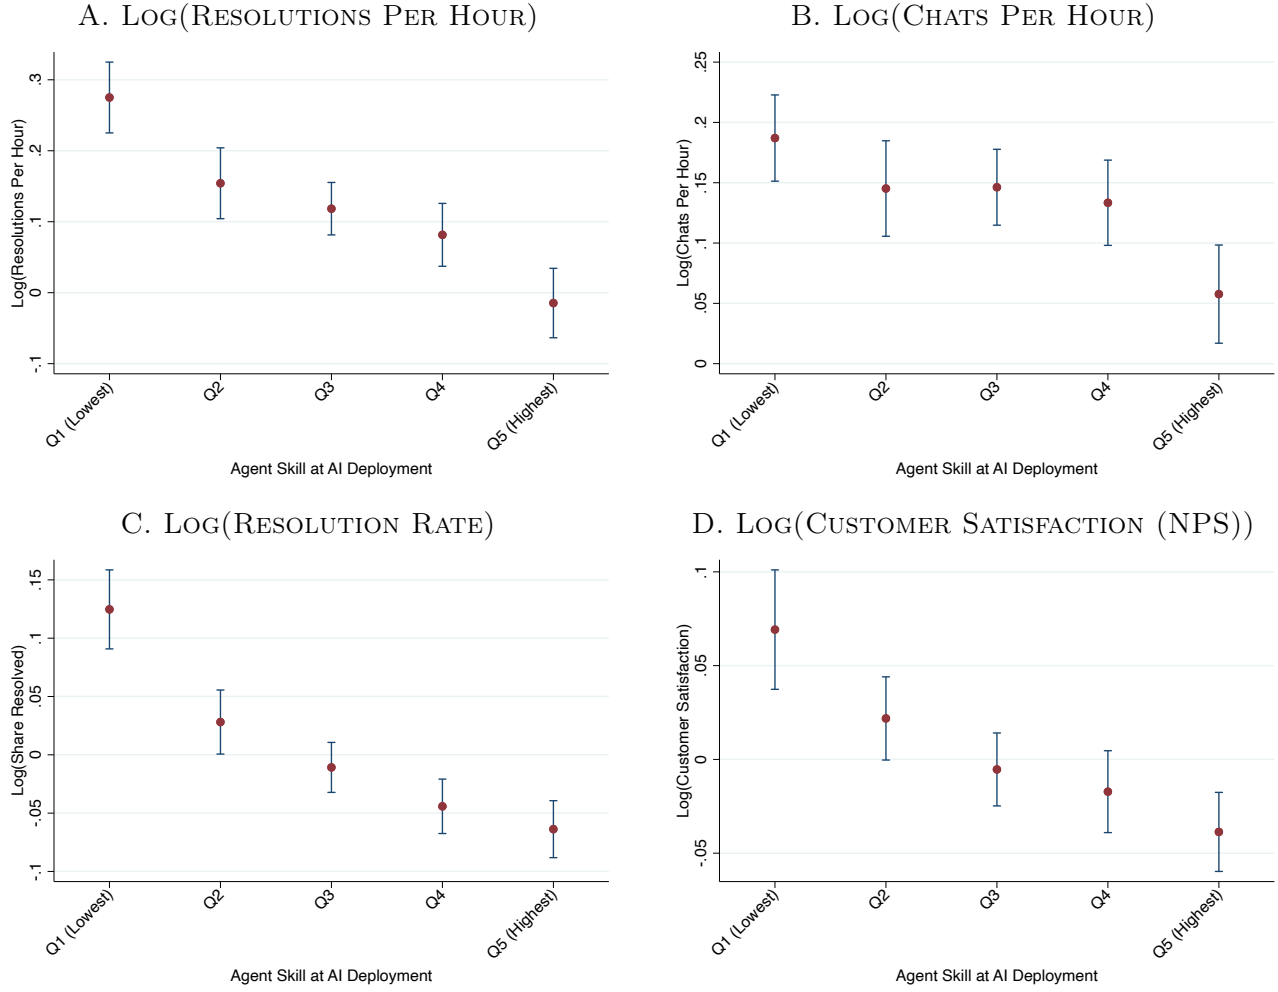 A. Log(Resolutions Per Hour)
Log(Resolutions Per Hour)
.3
.2
.1
0
-.1
Q1 (Lowest)
Q2
Q3
Q4
Q5 (Highest)
Agent Skill at AI Deployment
B. Log(Chats Per Hour)
Log(Chats Per Hour)
.25
.2
.15
.1
.05
0
Q1 (Lowest)
Q2
Q3
Q4
Q5 (Highest)
Agent Skill at AI Deployment
C. Log(Resolution Rate)
Log(Share Resolved)
.15
.1
.05
0
-.05
-.1
Q1 (Lowest)
Q2
Q3
Q4
Q5 (Highest)
Agent Skill at AI Deployment
D. Log(Customer Satisfaction (NPS))
Log(Customer Satisfaction)
.1
.05
0
-.05
Q1 (Lowest)
Q2
Q3
Q4
Q5 (Highest)
Agent Skill at AI Deployment